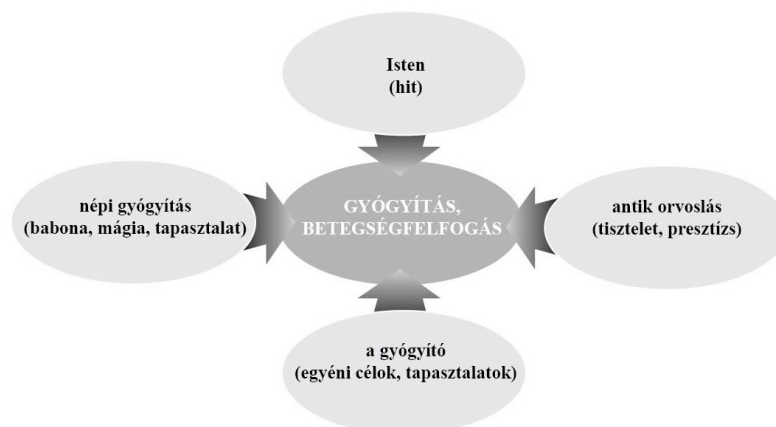 Isten
(hit)
népi gyógyítás
(babona, mágia, tapasztalat)
GYÓGYÍTÁS,
BETEGSÉGFELFOGÁS
antik orvoslás
(tisztelet, presztízs)
a gyógyító
(egyéni célok, tapasztalatok)